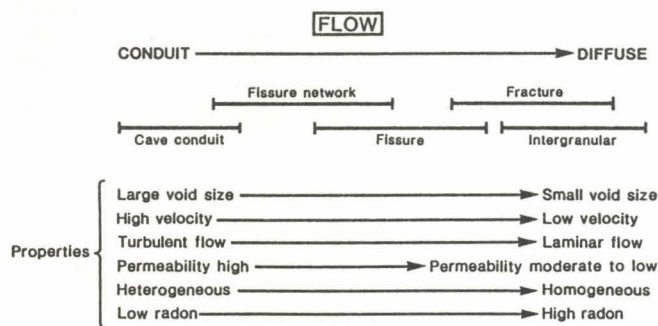 FLOW
CONDUIT DIFFUSE
Fissure network Fracture
Cave conduit Fissure Intergranular
Large void size Small void size
High velocity Low velocity
Turbulent flow Laminar flow
Properties
Permeability high Permeability moderate to low
Heterogeneous Homogeneous
Low radon High radon